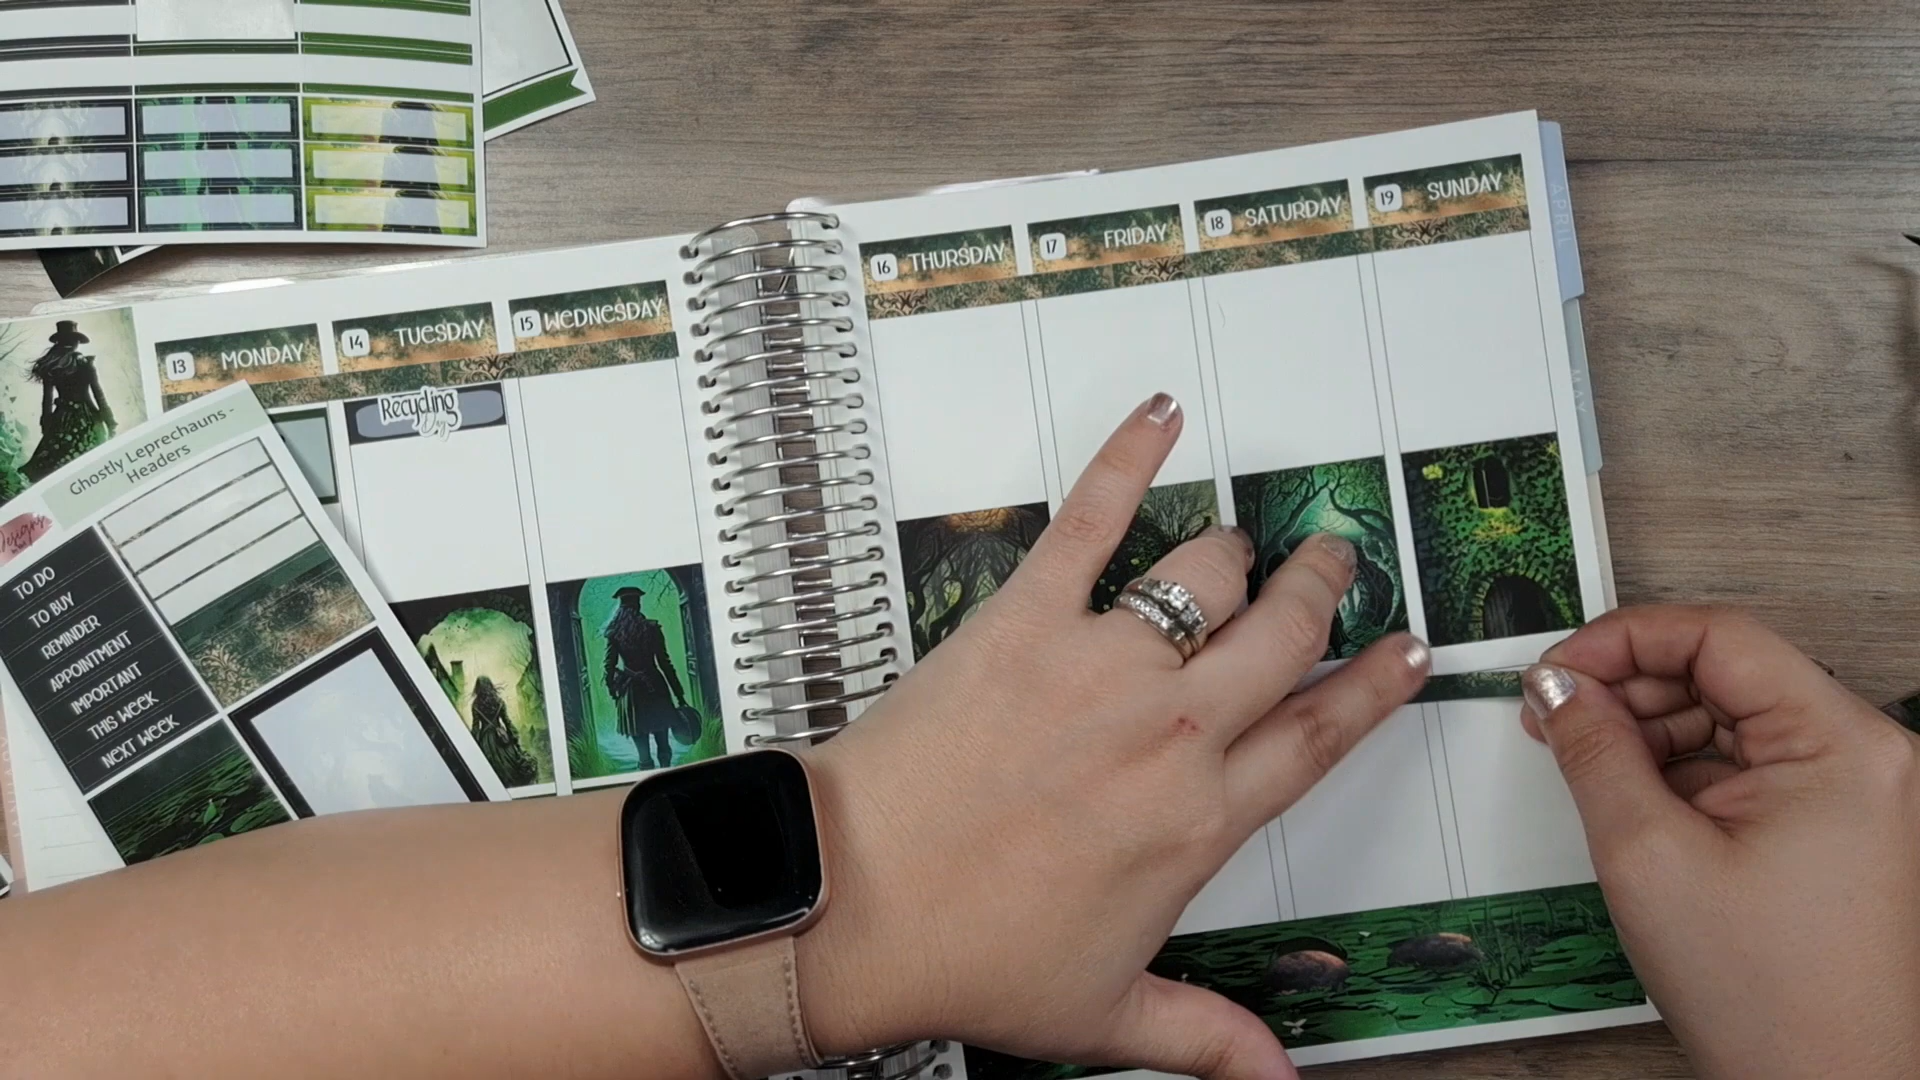 13 MONDAY
14 TUESDAY
15 WEDNESDAY
16 THURSDAY
17 FRIDAY
18 SATURDAY
19 SUNDAY
Recycling
Day
Ghostly Leprechauns -
Headers
Designs
TO DO
TO BUY
REMINDER
APPOINTMENT
IMPORTANT
THIS WEEK
NEXT WEEK
APRIL
MAY